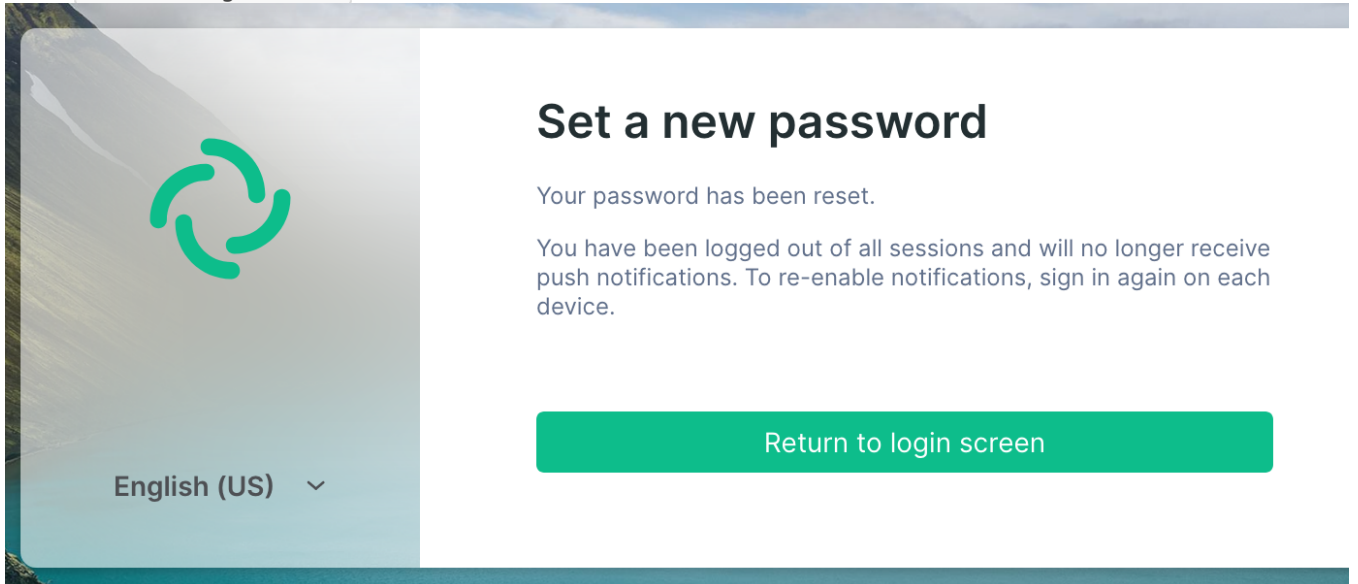 Set a new password
Your password has been reset.
You have been logged out of all sessions and will no longer receive
push notifications. To re-enable notifications, sign in again on each
device.
Return to login screen
English (US)